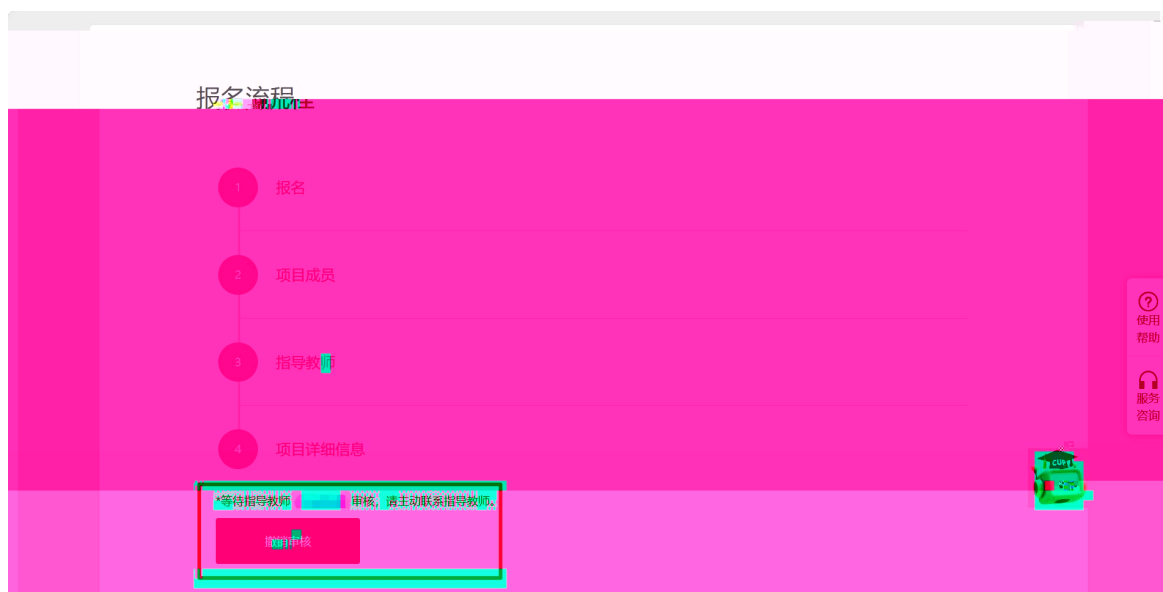 报名流程
1 报名
2 项目成员
3 指导教师
4 项目详细信息
*等待指导教师 审核，请主动联系指导教师。
撤销审核
使用
帮助
服务
咨询